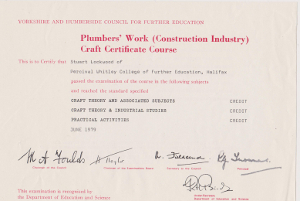 YORKSHIRE AND HUMBERSIDE COUNCIL FOR FURTHER EDUCATION
Plumbers' Work (Construction Industry)
Craft Certificate Course
This is to Certify that Stuart Lockwood of
Percival Whitley College of Further Education, Halifax
passed the examination of the course in the subjects
and reached the standard specified
CRAFT THEORY AND ASSOCIATED SUBJECTS CREDIT
CRAFT THEORY & INDUSTRIAL STUDIES CREDIT
PRACTICAL ACTIVITIES CREDIT
JUNE 1979
This examination is recognised by the
Department of Education and Science